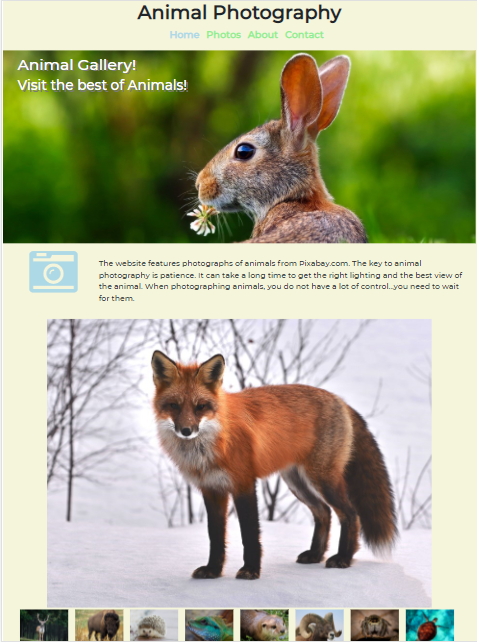 Animal Photography
Home Photos About Contact
Animal Gallery!
Visit the best of Animals!
The website features photographs of animals from Pixabay.com. The key to animal
photography is patience. It can take a long time to get the right lighting and the best view of
the animal. When photographing animals, you do not have a lot of control...you need to wait
for them.